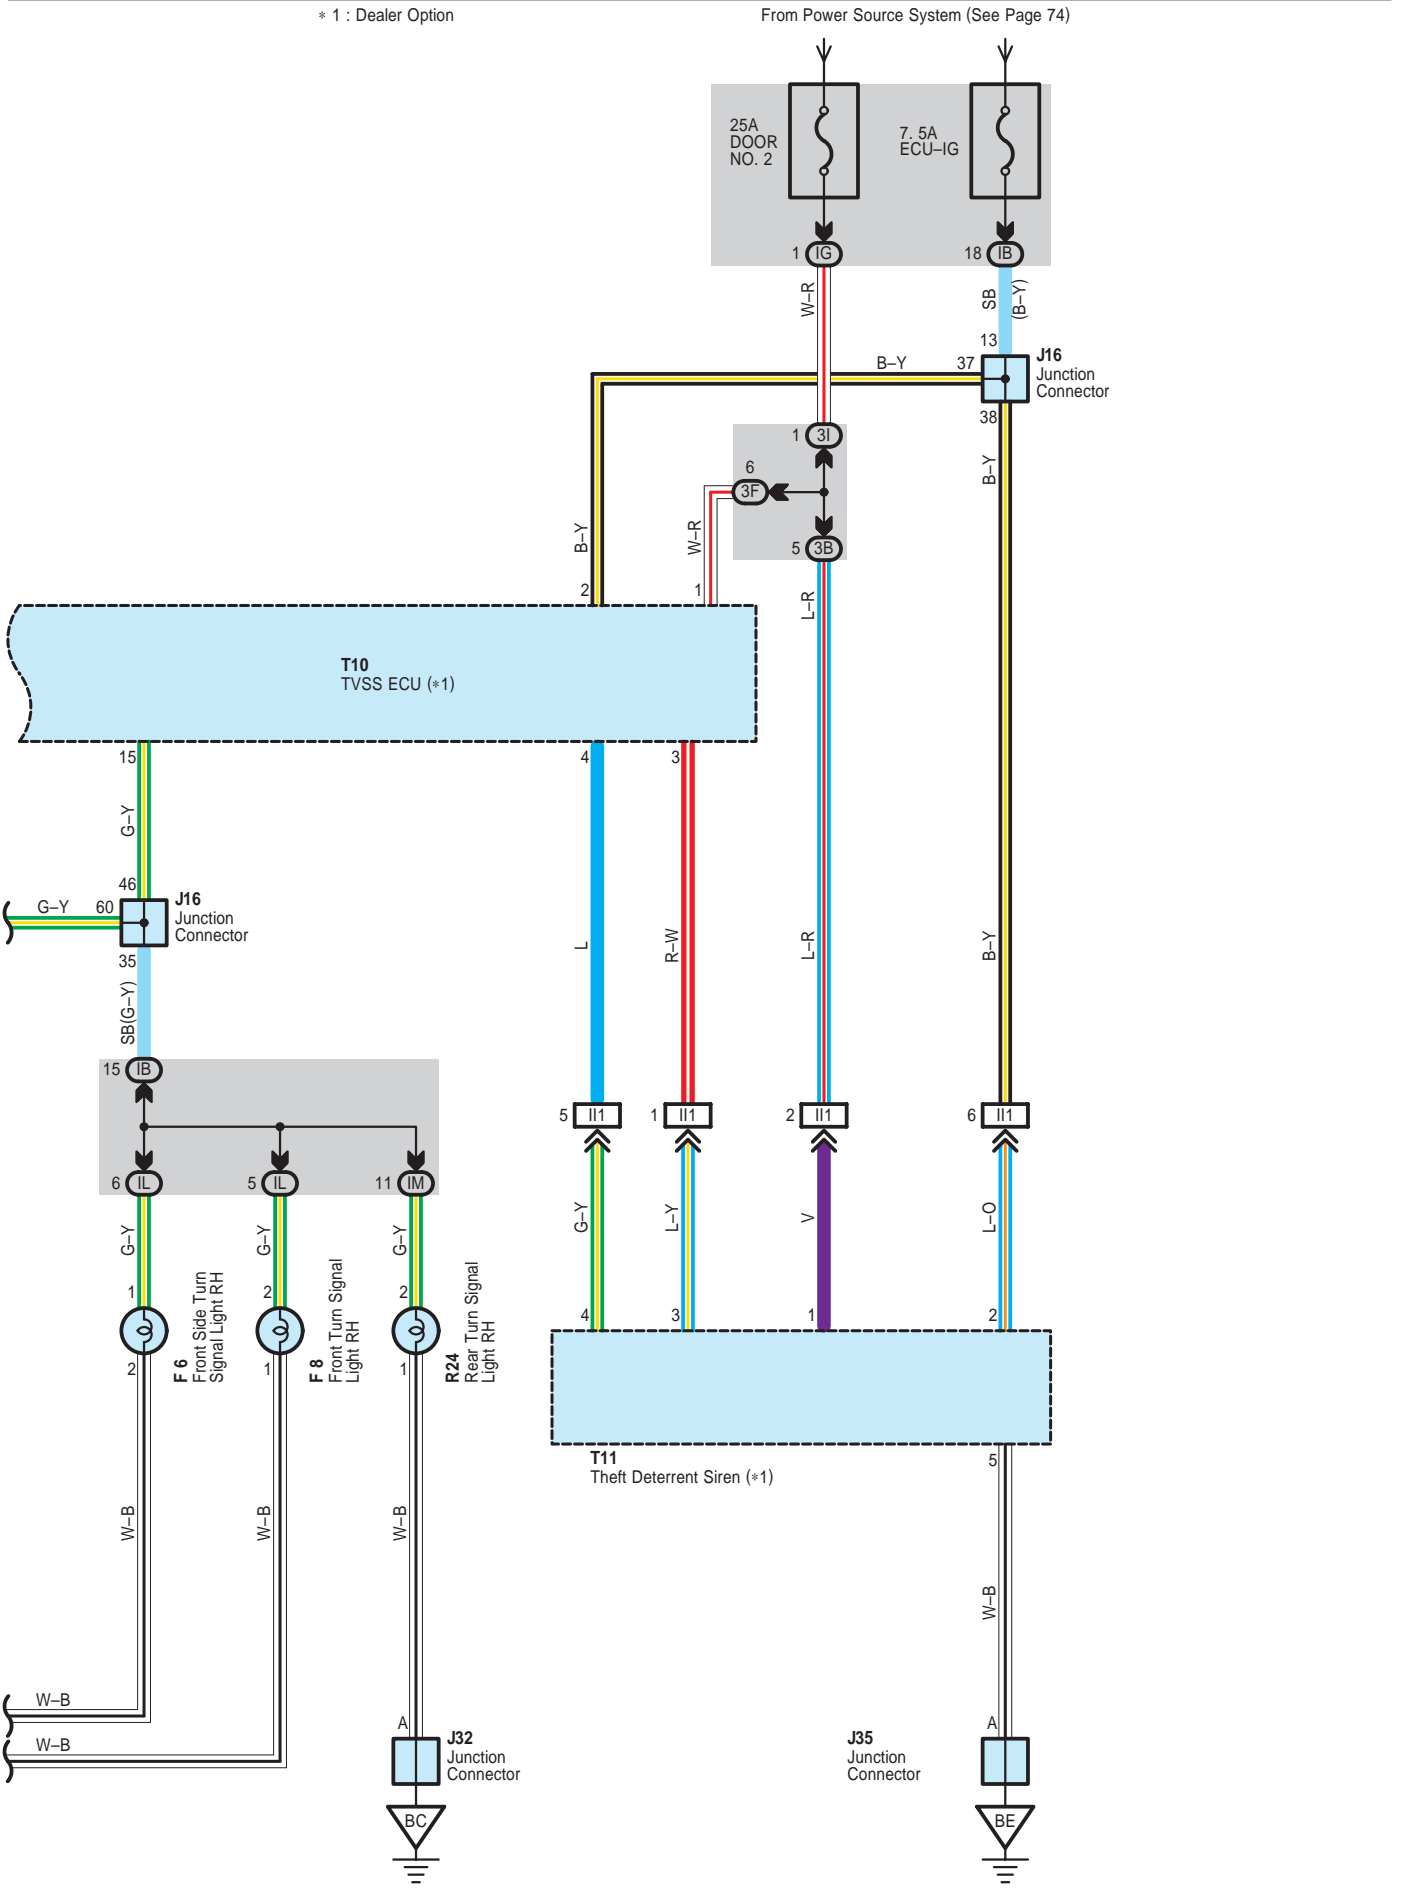 * 1 : Dealer Option
From Power Source System (See Page 74)
25A
DOOR
NO. 2
7. 5A
ECU–IG
1
IG
18
IB
W–R
SB
(B–Y)
13
J16
Junction
Connector
B–Y
37
38
1
3I
6
3F
5
3B
B–Y
W–R
B–Y
2
1
L–R
T10
TVSS ECU (*1)
15
4
3
G–Y
46
J16
Junction
Connector
G–Y
60
35
SB(G–Y)
L
R–W
L–R
B–Y
15
IB
5
II1
1
II1
2
II1
6
II1
6
IL
5
IL
11
IM
G–Y
G–Y
G–Y
G–Y
L–Y
V
L–O
1
2
2
F 6
Front Side Turn
Signal Light RH
F 8
Front Turn Signal
Light RH
R24
Rear Turn Signal
Light RH
4
3
1
2
2
1
1
T11
Theft Deterrent Siren (*1)
5
W–B
W–B
W–B
W–B
W–B
W–B
A
J32
Junction
Connector
J35
Junction
Connector
A
BC
BE